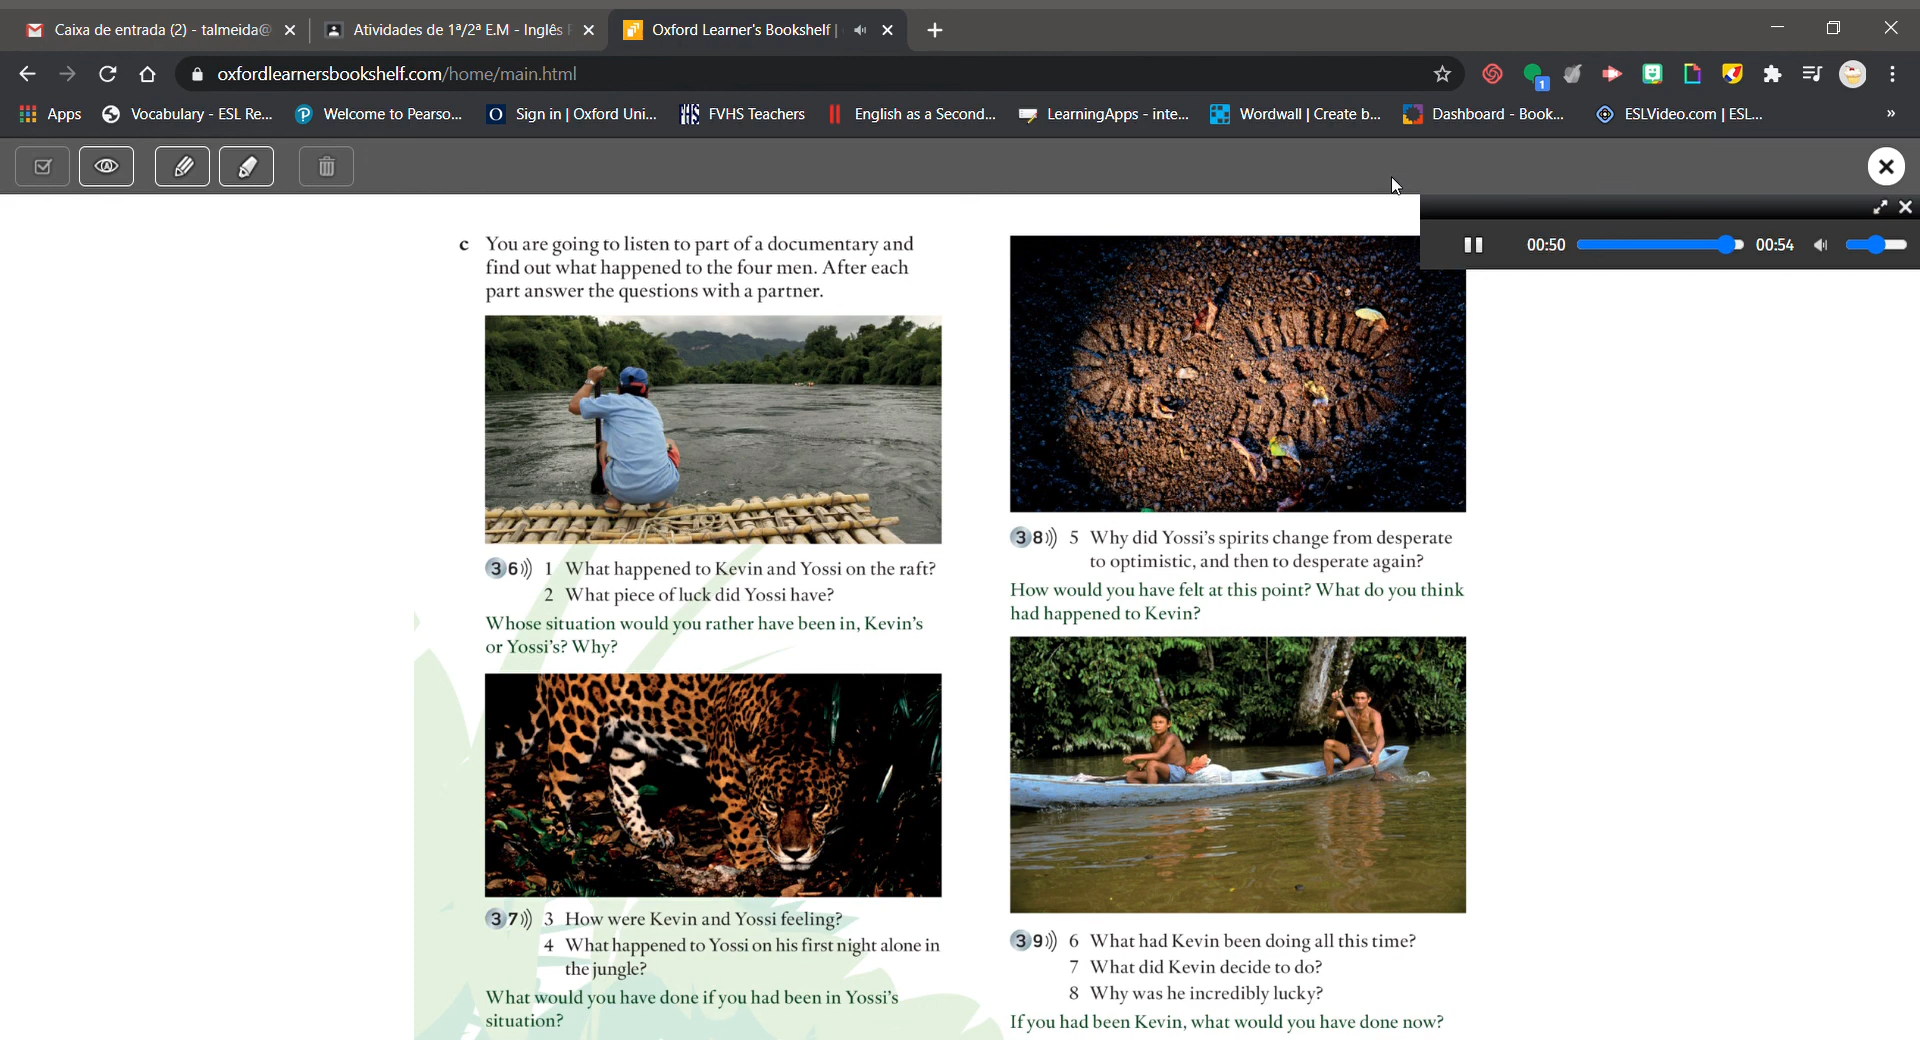 Caixa de entrada (2) - talmeida@
Atividades de 1ª/2ª E.M - Inglês
Oxford Learner's Bookshelf |
oxfordlearnersbookshelf.com/home/main.html
1
Apps
Vocabulary - ESL Re...
Welcome to Pearso...
Sign in | Oxford Uni...
FVHS Teachers
English as a Second...
LearningApps - inte...
Wordwall | Create b...
Dashboard - Book...
ESLVideo.com | ESL...
»
00:50
00:54
c You are going to listen to part of a documentary and
find out what happened to the four men. After each
part answer the questions with a partner.
3 6)) 1 What happened to Kevin and Yossi on the raft?
2 What piece of luck did Yossi have?
Whose situation would you rather have been in, Kevin's
or Yossi's? Why?
3 7)) 3 How were Kevin and Yossi feeling?
4 What happened to Yossi on his first night alone in
the jungle?
What would you have done if you had been in Yossi's
situation?
3 8)) 5 Why did Yossi's spirits change from desperate
to optimistic, and then to desperate again?
How would you have felt at this point? What do you think
had happened to Kevin?
3 9)) 6 What had Kevin been doing all this time?
7 What did Kevin decide to do?
8 Why was he incredibly lucky?
If you had been Kevin, what would you have done now?